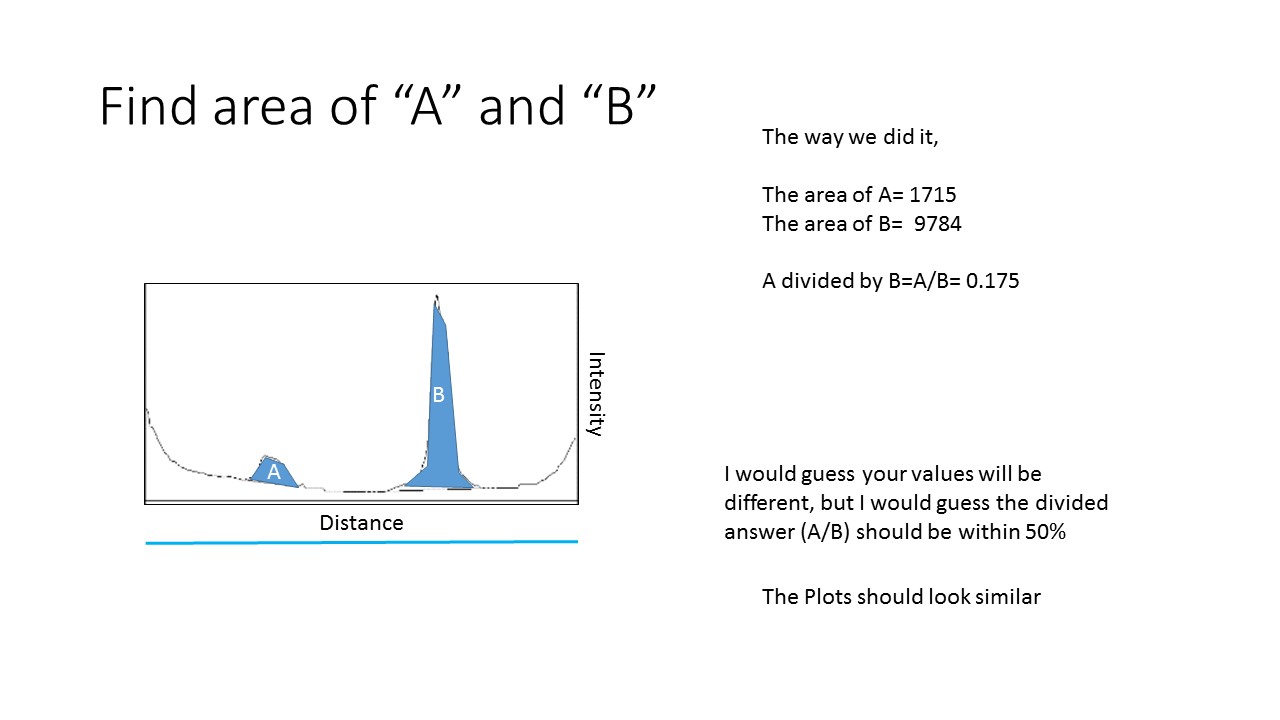 Find area of “A” and “B”
The way we did it,
The area of A= 1715
The area of B=  9784
A divided by B=A/B= 0.175
B
A
Intensity
Distance
I would guess your values will be
different, but I would guess the divided
answer (A/B) should be within 50%
The Plots should look similar